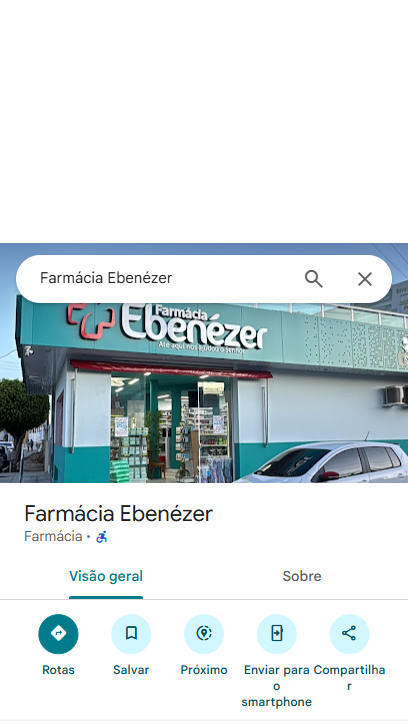 Farmácia Ebenézer
Farmácia
Ebenézer
Até aqui nos ajudou o Senhor
Farmácia Ebenézer
Farmácia •
Visão geral
Sobre
Rotas
Salvar
Próximo
Enviar para
o
smartphone
Compartilha
r